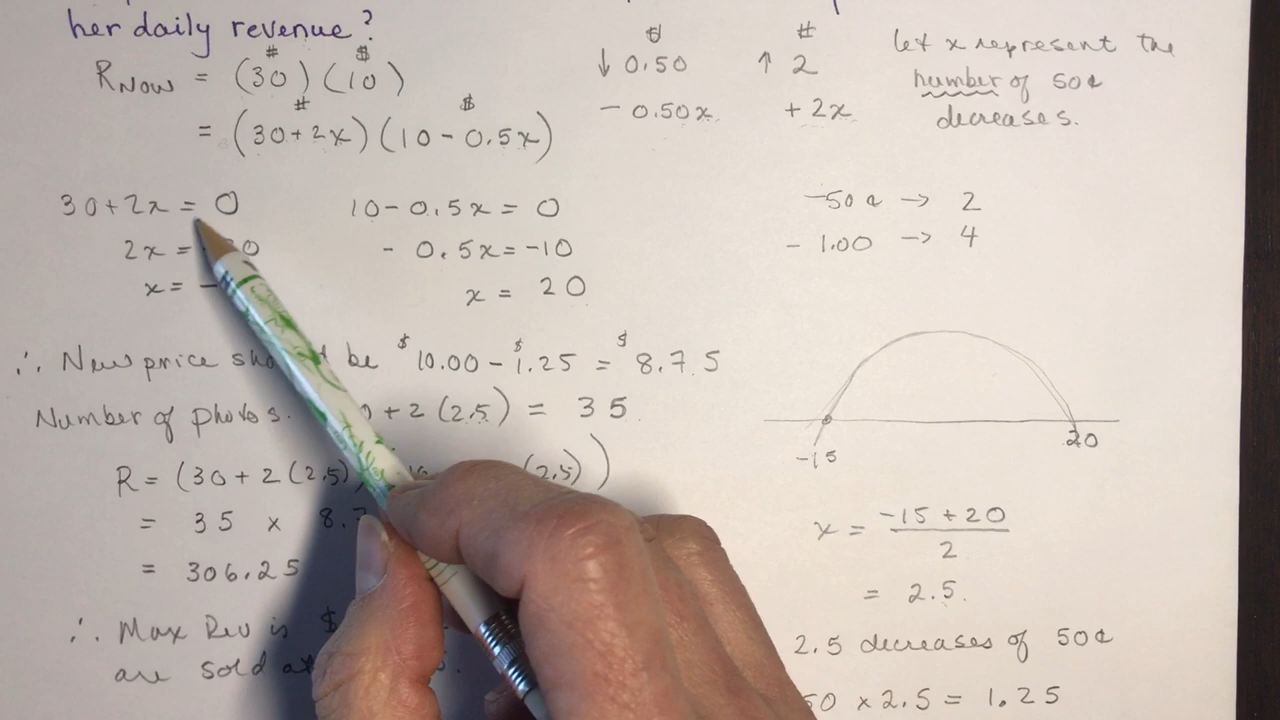 her daily revenue?
# $
R NOW = (30)(10)
# $
= (30+2x)(10-0.5x)
$ #
↓ 0.50 ↑ 2
- 0.50x +2x
let x represent the
number of 50¢
decreases.
30+2x = 0
2x =
x = -
10-0.5x = 0
- 0.5x = -10
x = 20
-50¢ → 2
- 1.00 → 4
∴ New price be $10.00 - $1.25 = $8.75
Number of photos. + 2(2.5) = 35
R = (30+2(2.5) (2.5))
= 35 x 8.7
= 306.25
∴ Max Rev is $
are sold at
-15 20
x = -15 + 20
2
= 2.5.
2.5 decreases of 50¢
50 x 2.5 = 1.25